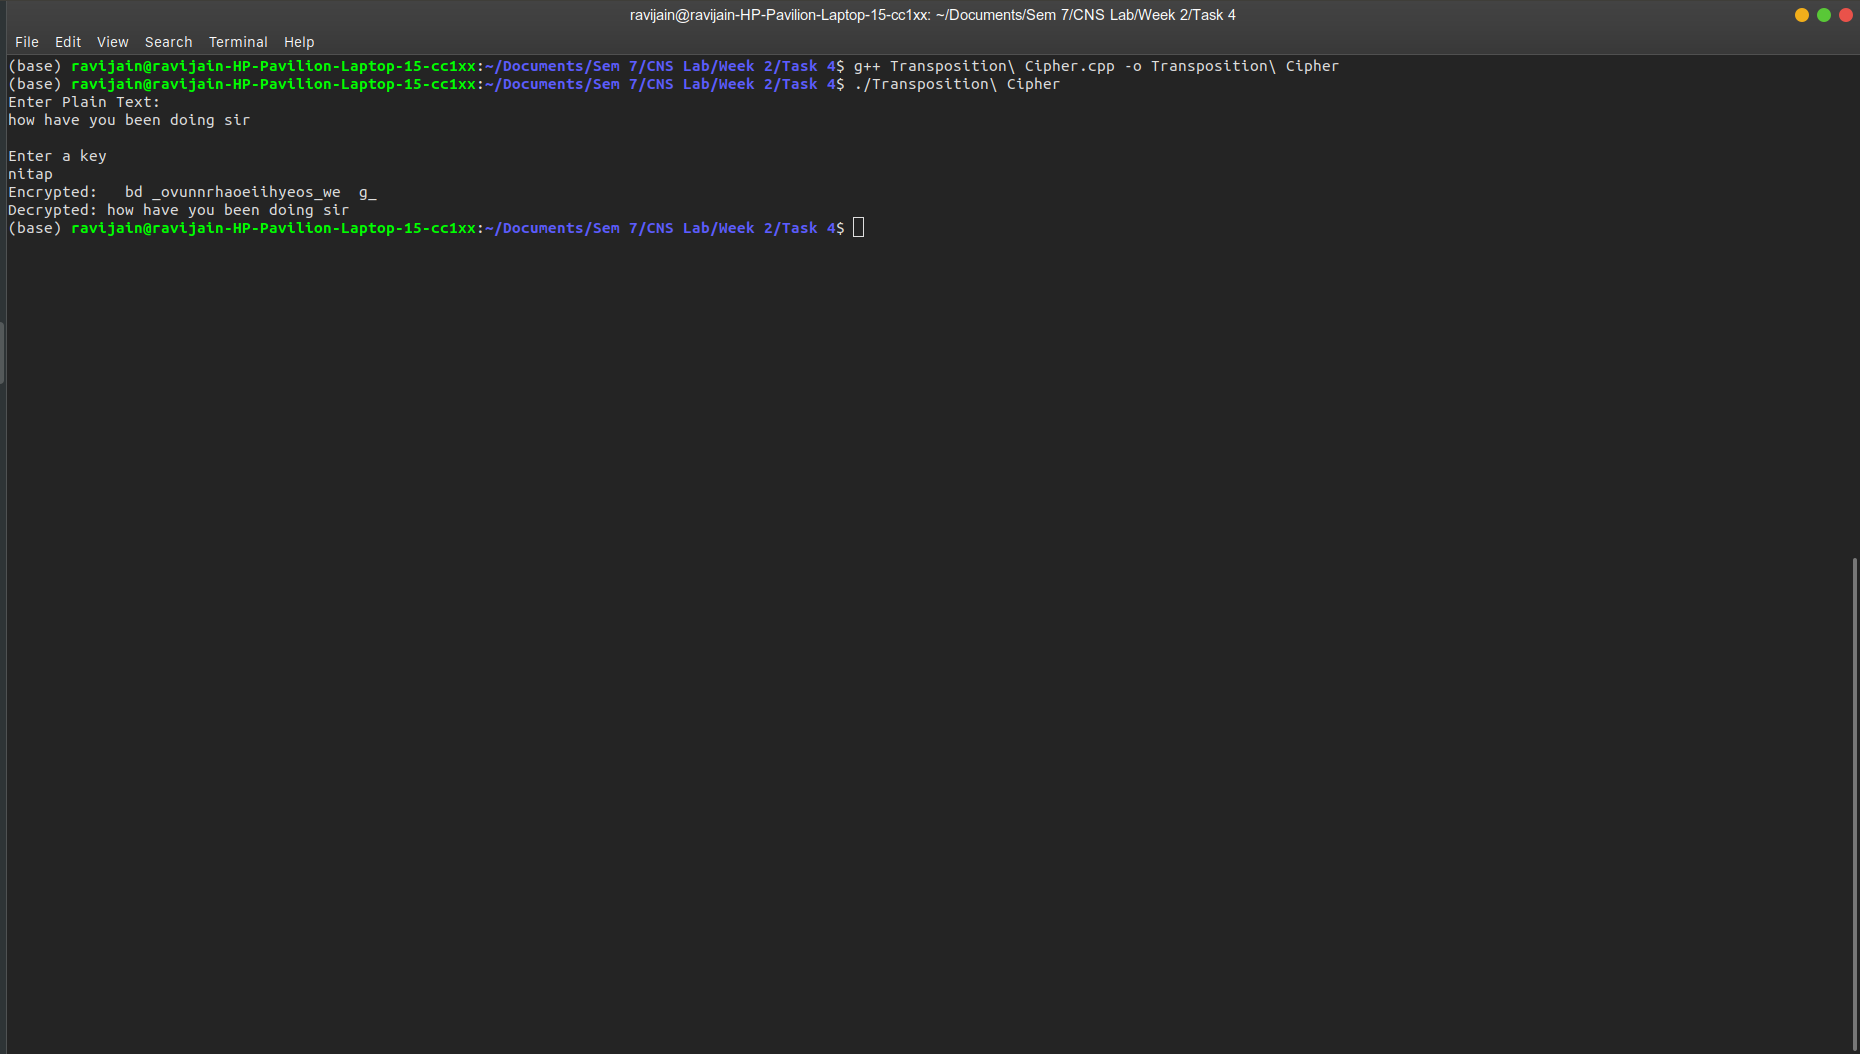 ravijain@ravijain-HP-Pavilion-Laptop-15-cc1xx: ~/Documents/Sem 7/CNS Lab/Week 2/Task 4
File Edit View Search Terminal Help
(base) ravijain@ravijain-HP-Pavilion-Laptop-15-cc1xx:~/Documents/Sem 7/CNS Lab/Week 2/Task 4$ g++ Transposition\ Cipher.cpp -o Transposition\ Cipher
(base) ravijain@ravijain-HP-Pavilion-Laptop-15-cc1xx:~/Documents/Sem 7/CNS Lab/Week 2/Task 4$ ./Transposition\ Cipher
Enter Plain Text:
how have you been doing sir
Enter a key
nitap
Encrypted:   bd _ovunnrhaoeiihyeos_we  g_
Decrypted: how have you been doing sir
(base) ravijain@ravijain-HP-Pavilion-Laptop-15-cc1xx:~/Documents/Sem 7/CNS Lab/Week 2/Task 4$